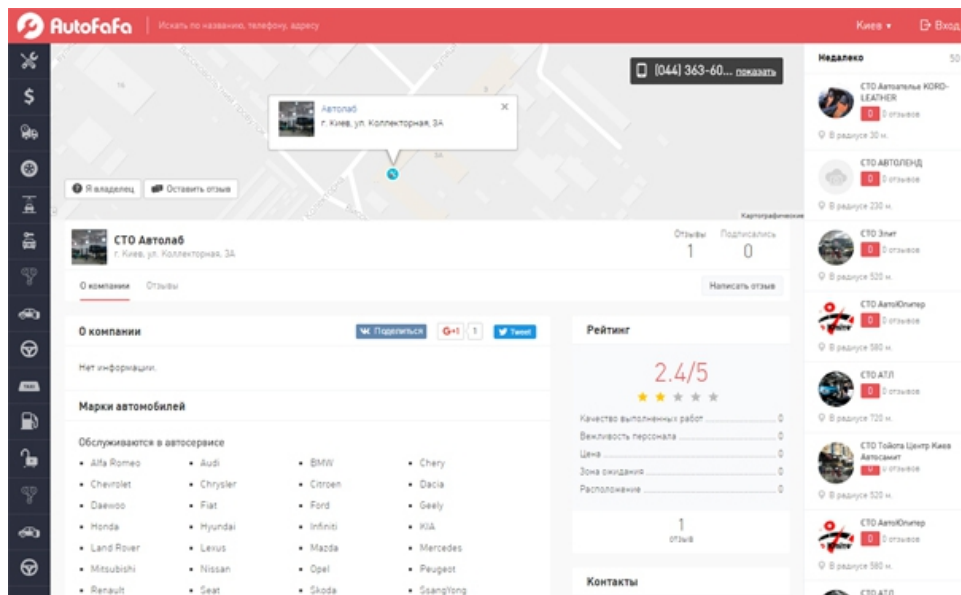 AutoFaFa
Искать по названию, телефону, адресу
Киев
Вход
(044) 363-60... показать
Автолаб
г. Киев, ул. Коллекторная, 3А
3А
Я владелец
Оставить отзыв
Картографические
СТО Автолаб
г. Киев, ул. Коллекторная, 3А
Отзывы
1
Подписались
0
О компании
Отзывы
Написать отзыв
О компании
Поделиться
G+1
1
Tweet
Нет информации.
Марки автомобилей
Обслуживаются в автосервисе
Alfa Romeo Audi BMW Chery
Chevrolet Chrysler Citroen Dacia
Daewoo Fiat Ford Geely
Honda Hyundai Infiniti KIA
Land Rover Lexus Mazda Mercedes
Mitsubishi Nissan Opel Peugeot
Renault Seat Skoda SsangYong
Рейтинг
2.4/5
Качество выполненных работ 0
Вежливость персонала 0
Цена 0
Зона ожидания 0
Расположение 0
1
отзыв
Контакты
Недалеко 50
СТО Автоателье KORD-
LEATHER
0 0 отзывов
В радиусе 30 м.
СТО АВТОЛЕНД
0 0 отзывов
В радиусе 230 м.
СТО Элит
0 0 отзывов
В радиусе 520 м.
СТО АвтоЮпитер
0 0 отзывов
В радиусе 580 м.
СТО АТЛ
0 0 отзывов
В радиусе 720 м.
СТО Тойота Центр Киев
Автосамит
0 отзывов
В радиусе 520 м.
СТО АвтоЮпитер
0 0 отзывов
В радиусе 580 м.
СТО АТЛ